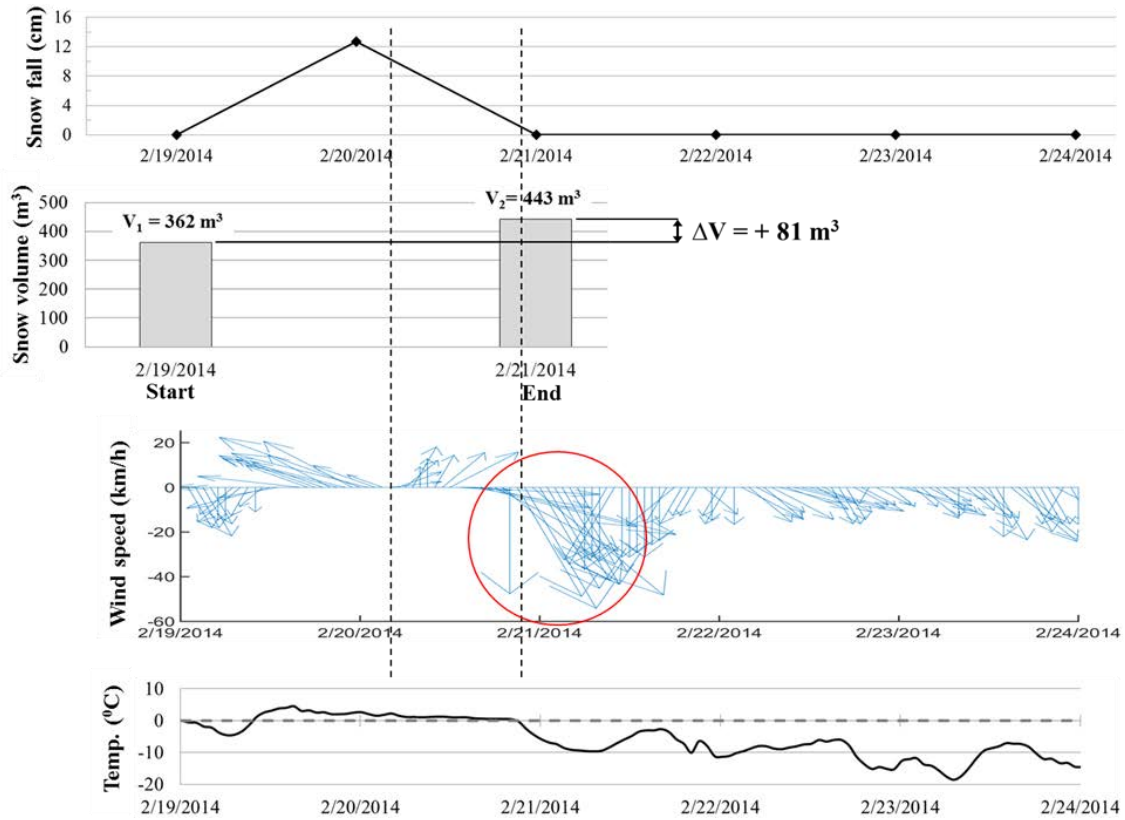 Snow fall (cm)
16
12
8
4
0
2/19/2014 2/20/2014 2/21/2014 2/22/2014 2/23/2014 2/24/2014
Snow volume (m³)
500
400
300
200
100
0
V₁ = 362 m³
V₂= 443 m³
ΔV = + 81 m³
2/19/2014 2/21/2014
Start End
Wind speed (km/h)
20
0
-20
-40
-60
2/19/2014 2/20/2014 2/21/2014 2/22/2014 2/23/2014 2/24/2014
Temp. (⁰C)
10
0
-10
-20
2/19/2014 2/20/2014 2/21/2014 2/22/2014 2/23/2014 2/24/2014